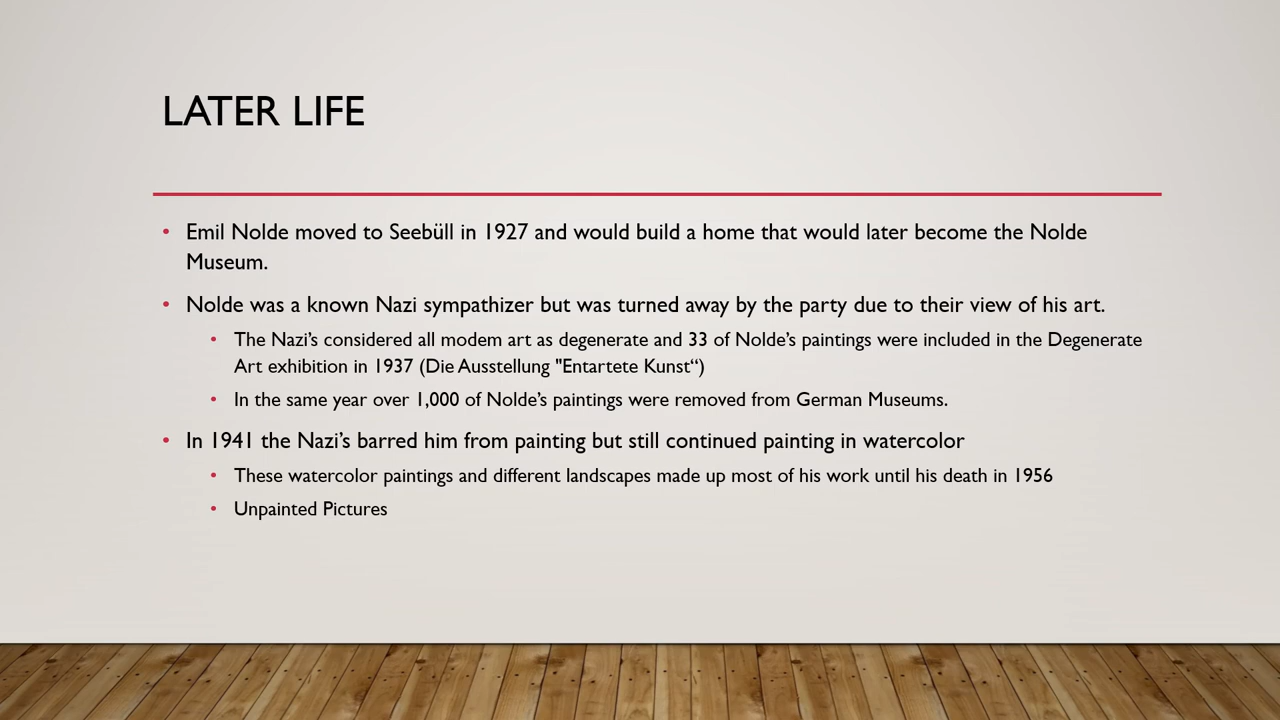 LATER LIFE
• Emil Nolde moved to Seebüll in 1927 and would build a home that would later become the Nolde
Museum.
• Nolde was a known Nazi sympathizer but was turned away by the party due to their view of his art.
• The Nazi’s considered all modem art as degenerate and 33 of Nolde’s paintings were included in the Degenerate
Art exhibition in 1937 (Die Ausstellung "Entartete Kunst“)
• In the same year over 1,000 of Nolde’s paintings were removed from German Museums.
• In 1941 the Nazi’s barred him from painting but still continued painting in watercolor
• These watercolor paintings and different landscapes made up most of his work until his death in 1956
• Unpainted Pictures